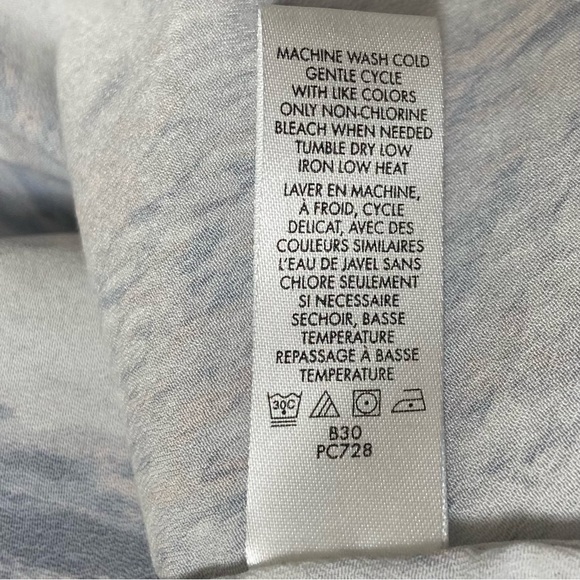 MACHINE WASH COLD
GENTLE CYCLE
WITH LIKE COLORS
ONLY NON-CHLORINE
BLEACH WHEN NEEDED
TUMBLE DRY LOW
IRON LOW HEAT
LAVER EN MACHINE,
À FROID, CYCLE
DELICAT, AVEC DES
COULEURS SIMILAIRES
L'EAU DE JAVEL SANS
CHLORE SEULEMENT
SI NECESSAIRE
SECHOIR, BASSE
TEMPERATURE
REPASSAGE À BASSE
TEMPERATURE
30C
B30
PC728